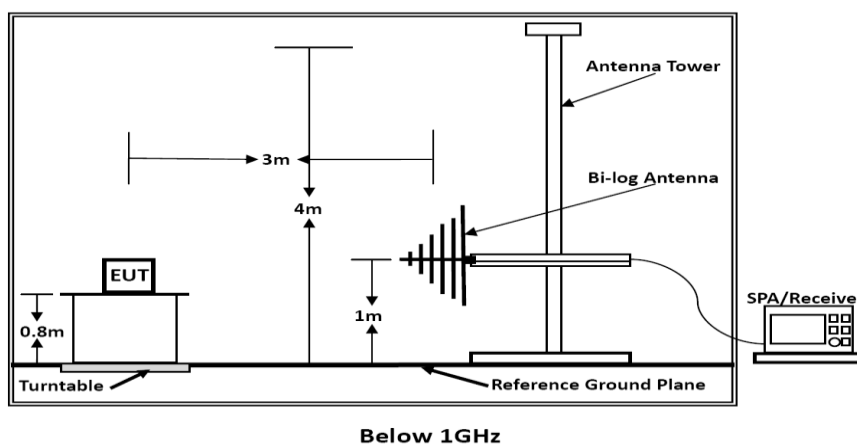 Antenna Tower
3m
Bi-log Antenna
4m
EUT
0.8m
1m
SPA/Receive
Turntable
Reference Ground Plane
Below 1GHz